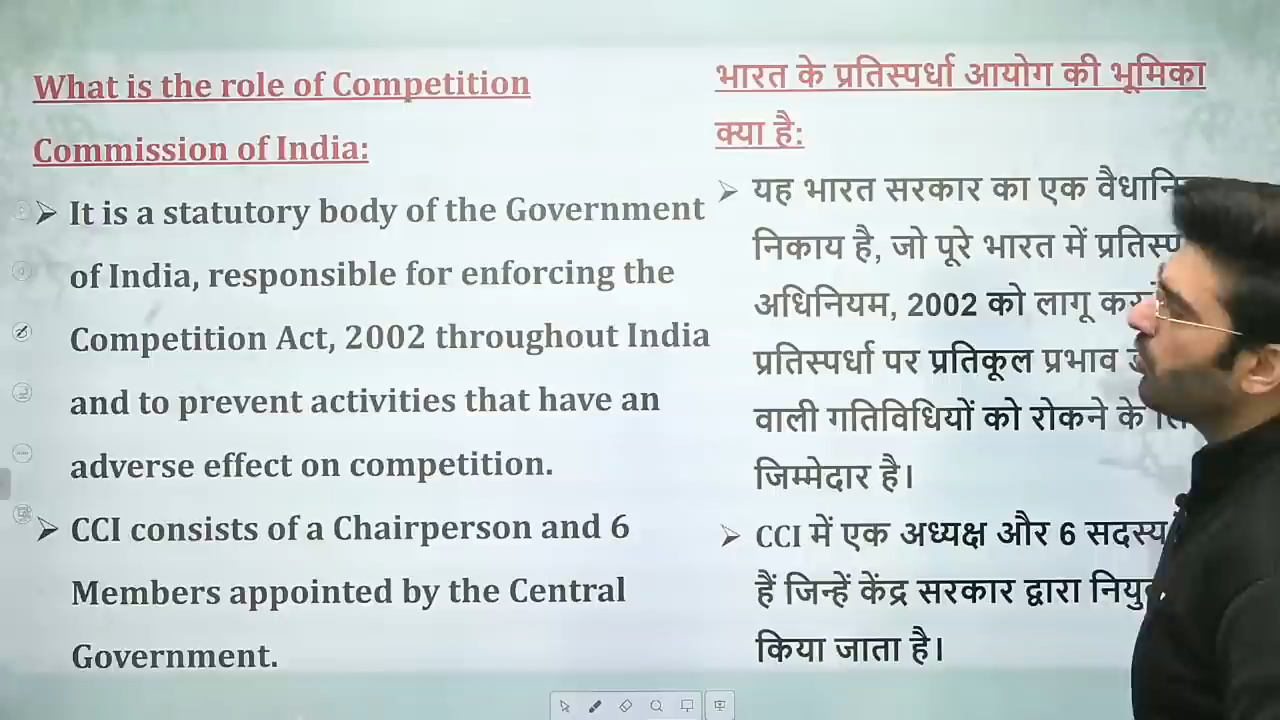 What is the role of Competition
Commission of India:
➢ It is a statutory body of the Government
of India, responsible for enforcing the
Competition Act, 2002 throughout India
and to prevent activities that have an
adverse effect on competition.
➢ CCI consists of a Chairperson and 6
Members appointed by the Central
Government.
भारत के प्रतिस्पर्धा आयोग की भूमिका
क्या है:
➢ यह भारत सरकार का एक
निकाय है, जो पूरे भारत में
अधिनियम, 2002 को लागू
प्रतिस्पर्धा पर प्रतिकूल प्रभाव
वाली गतिविधियों को रोकने के
जिम्मेदार है।
➢ CCI में एक अध्यक्ष और 6 सदस्य
हैं जिन्हें केंद्र सरकार द्वारा
किया जाता है।